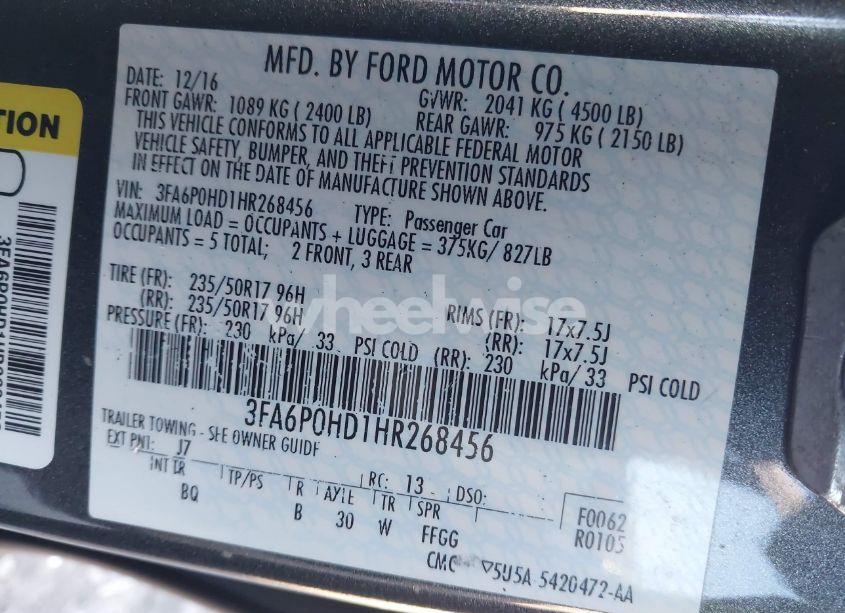 TION
MFD. BY FORD MOTOR CO.
DATE: 12/16 GVWR: 2041 KG ( 4500 LB)
FRONT GAWR: 1089 KG ( 2400 LB) REAR GAWR: 975 KG ( 2150 LB)
THIS VEHICLE CONFORMS TO ALL APPLICABLE FEDERAL MOTOR
VEHICLE SAFETY, BUMPER, AND THEFT PREVENTION STANDARDS
IN EFFECT ON THE DATE OF MANUFACTURE SHOWN ABOVE.
VIN: 3FA6P0HD1HR268456 TYPE: Passenger Car
MAXIMUM LOAD = OCCUPANTS + LUGGAGE = 375KG/ 827LB
OCCUPANTS = 5 TOTAL; 2 FRONT, 3 REAR
TIRE (FR): 235/50R17 96H RIMS (FR): 17x7.5J
(RR): 235/50R17 96H (RR): 17x7.5J
PRESSURE (FR): 230 kPa/ 33 PSI COLD (RR): 230 kPa/ 33 PSI COLD
wheelwise
3FA6P0HD1HR268456
TRAILER TOWING - SEE OWNER GUIDE
EXT PNT: J7 RC: 13 DSO:
INT TR TP/PS R AXLE TR SPR F0062
BQ B 30 W FFGG R0105
CMC ▽5U5A 5420472-AA